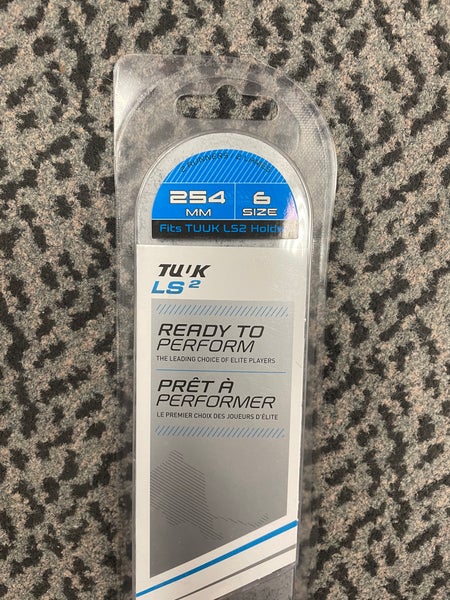 RUNNERS
254 6
MM SIZE
Fits TUUK LS2
TUUK
LS²
READY TO
PERFORM
THE LEADING CHOICE OF ELITE PLAYERS
PRÊT À
PERFORMER
LE PREMIER CHOIX DES JOUEURS D'ÉLITE